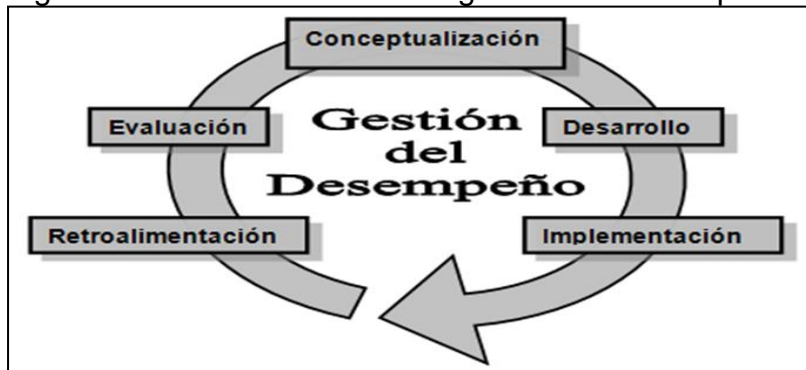 Conceptualización
Evaluación
Gestión
del
Desempeño
Desarrollo
Retroalimentación
Implementación